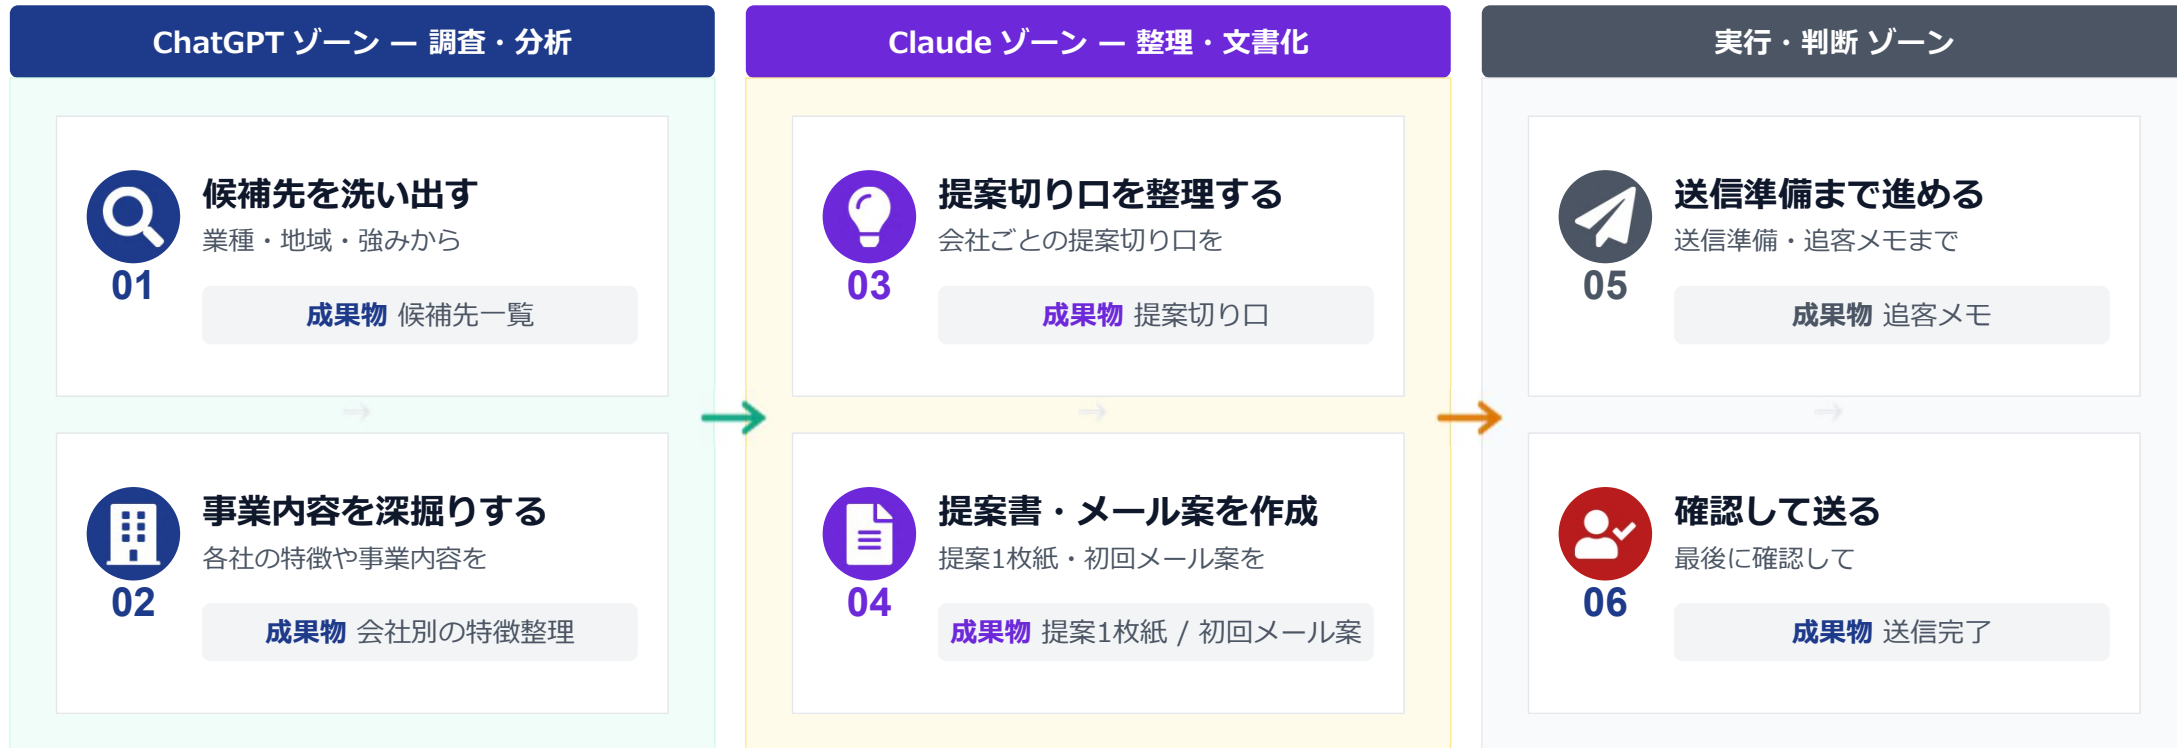 ChatGPT ゾーン — 調査・分析
候補先を洗い出す
業種・地域・強みから
01
成果物 候補先一覧
→
事業内容を深掘りする
各社の特徴や事業内容を
02
成果物 会社別の特徴整理
Claude ゾーン — 整理・文書化
提案切り口を整理する
会社ごとの提案切り口を
03
成果物 提案切り口
→
提案書・メール案を作成
提案1枚紙・初回メール案を
04
成果物 提案1枚紙 / 初回メール案
実行・判断 ゾーン
送信準備まで進める
送信準備・追客メモまで
05
成果物 追客メモ
→
確認して送る
最後に確認して
06
成果物 送信完了